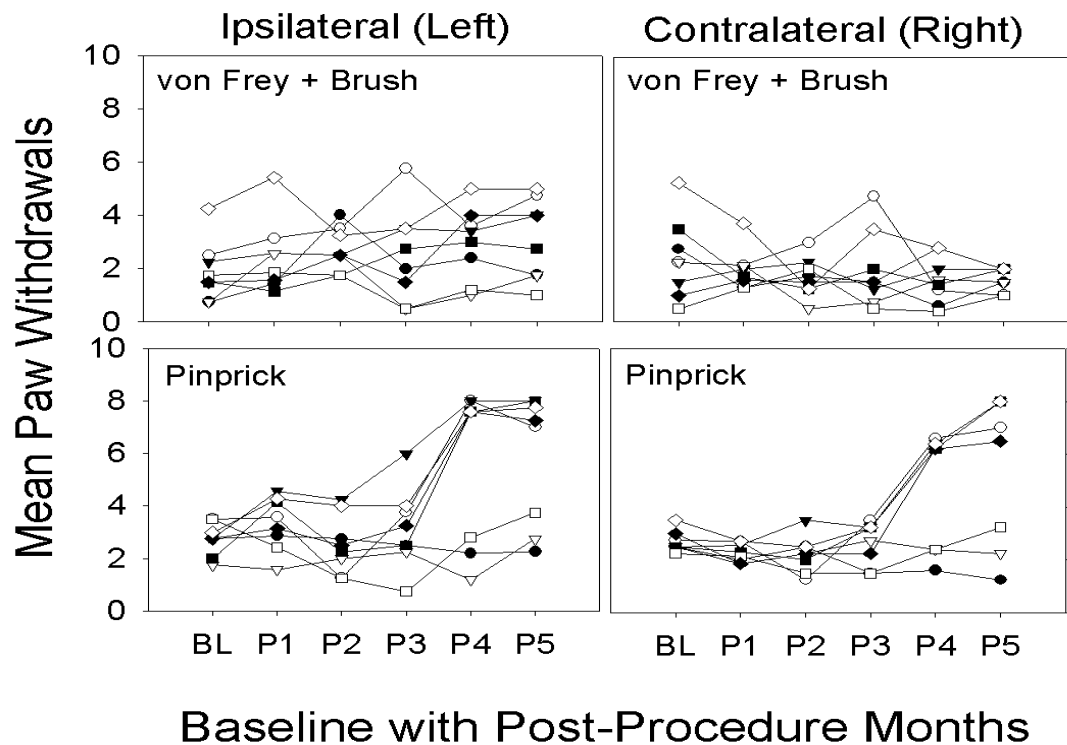 Ipsilateral (Left)
Contralateral (Right)
Mean Paw Withdrawals
10
8
6
4
2
0
von Frey + Brush
von Frey + Brush
10
8
6
4
2
0
Pinprick
Pinprick
BL P1 P2 P3 P4 P5
BL P1 P2 P3 P4 P5
Baseline with Post-Procedure Months